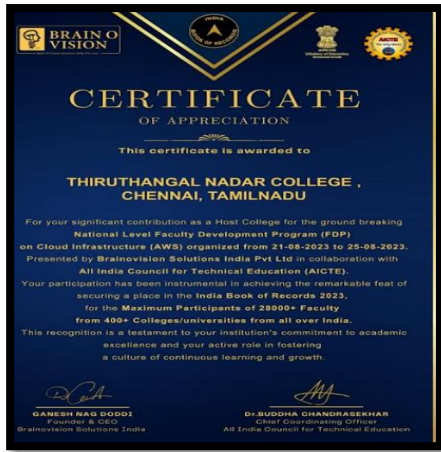 BRAIN O
VISION
INDIA
BOOK OF RECORDS
AICTE
CERTIFICATE
OF APPRECIATION
This certificate is awarded to
THIRUTHANGAL NADAR COLLEGE ,
CHENNAI, TAMILNADU
For your significant contribution as a Host College for the ground breaking
National Level Faculty Development Program (FDP)
on Cloud Infrastructure (AWS) organized from 21-08-2023 to 25-08-2023.
Presented by Brainovision Solutions India Pvt Ltd in collaboration with
All India Council for Technical Education (AICTE).
Your participation has been instrumental in achieving the remarkable feat of
securing a place in the India Book of Records 2023,
for the Maximum Participants of 28000+ Faculty
from 400+ Colleges/universities from all over India.
This recognition is a testament to your institution's commitment to academic
excellence and your active role in fostering
a culture of continuous learning and growth.
GANESH NAG DODDI
Founder & CEO
Brainovision Solutions India
Dr.BUDDHA CHANDRASEKHAR
Chief Coordinating Officer
All India Council for Technical Education